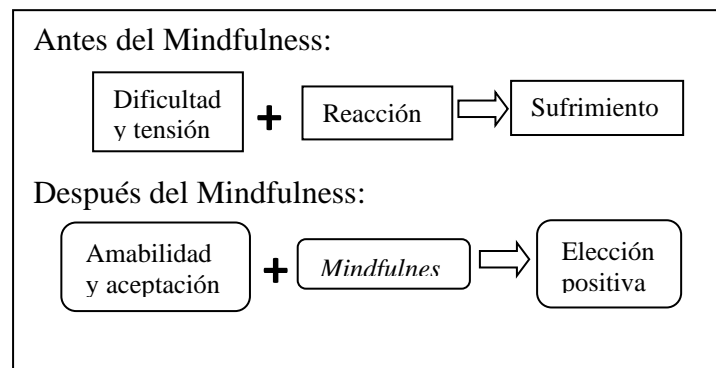 Antes del Mindfulness:
Dificultad
y tensión
+
Reacción
Sufrimiento
Después del Mindfulness:
Amabilidad
y aceptación
+
Mindfulnes
Elección
positiva